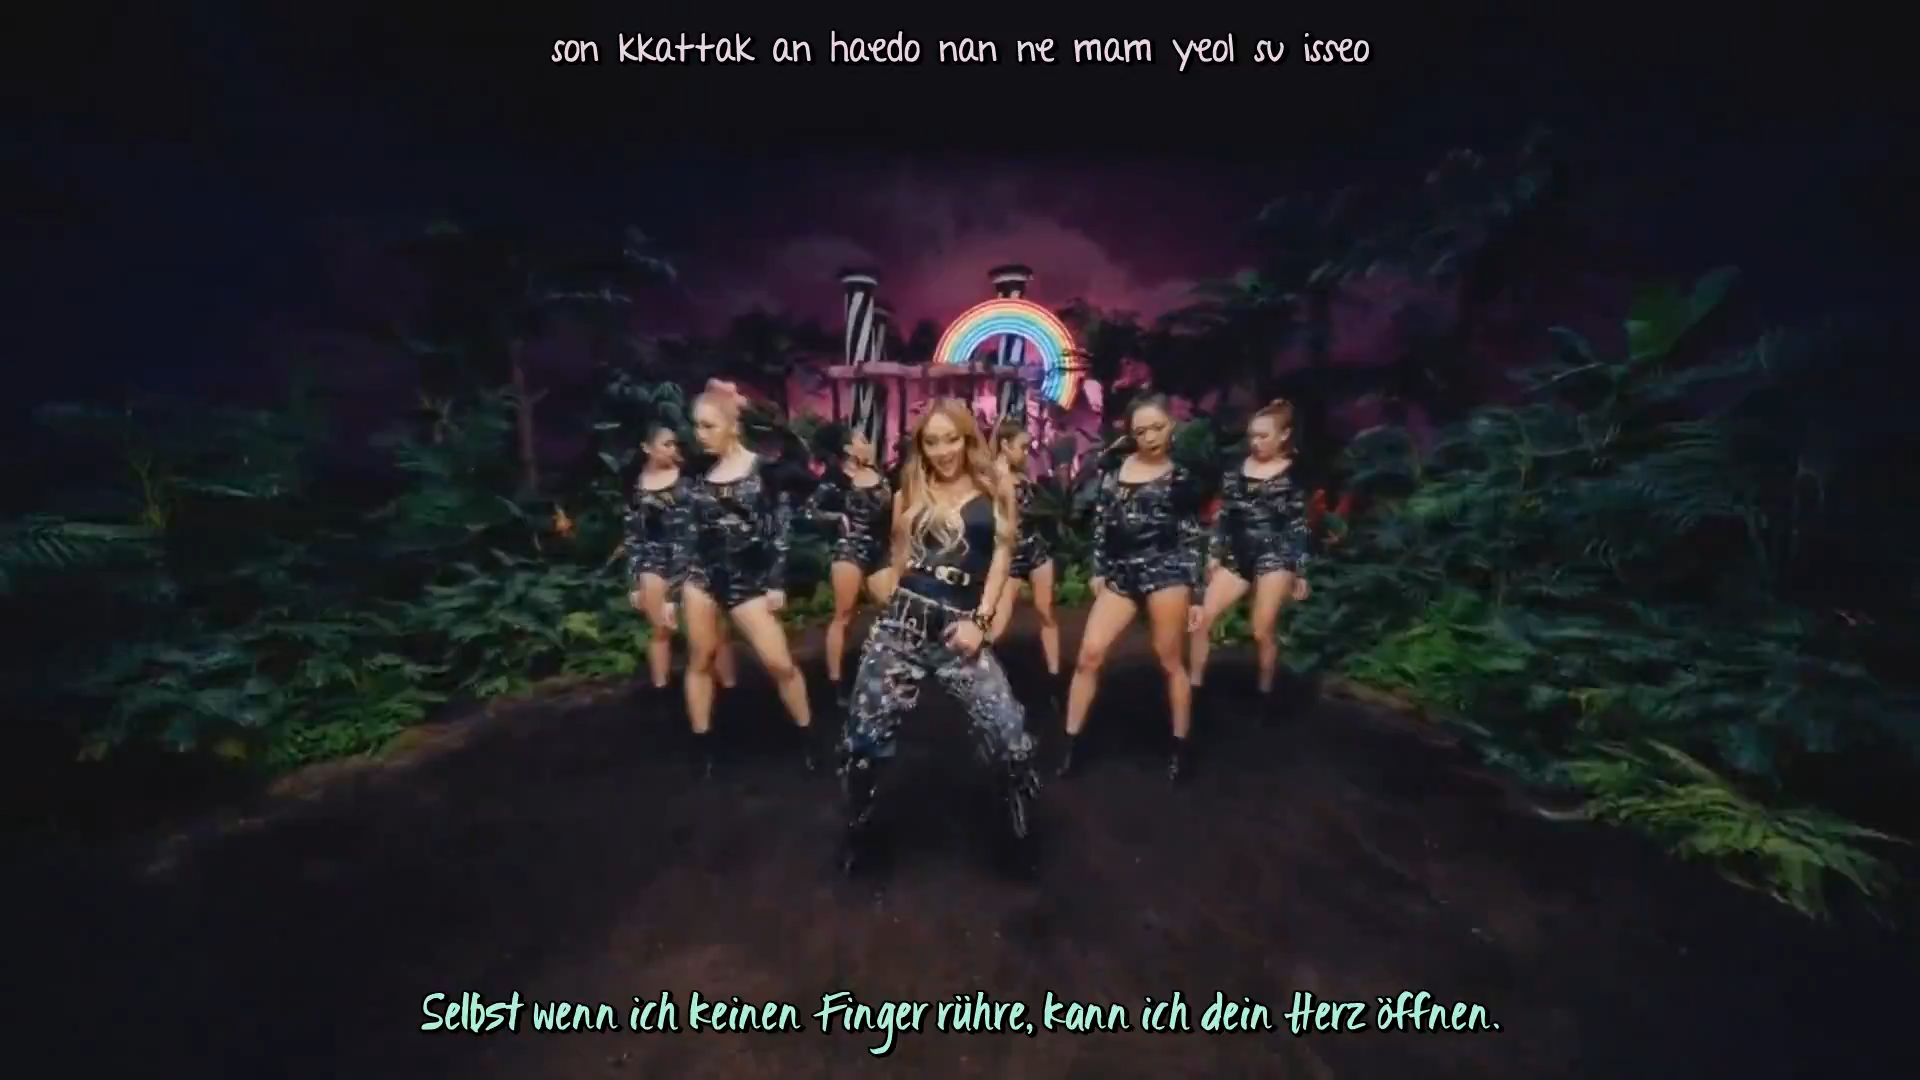 son kkattak an haedo nan ne mam yeol su isseo
Selbst wenn ich keinen Finger rühre, kann ich dein Herz öffnen.